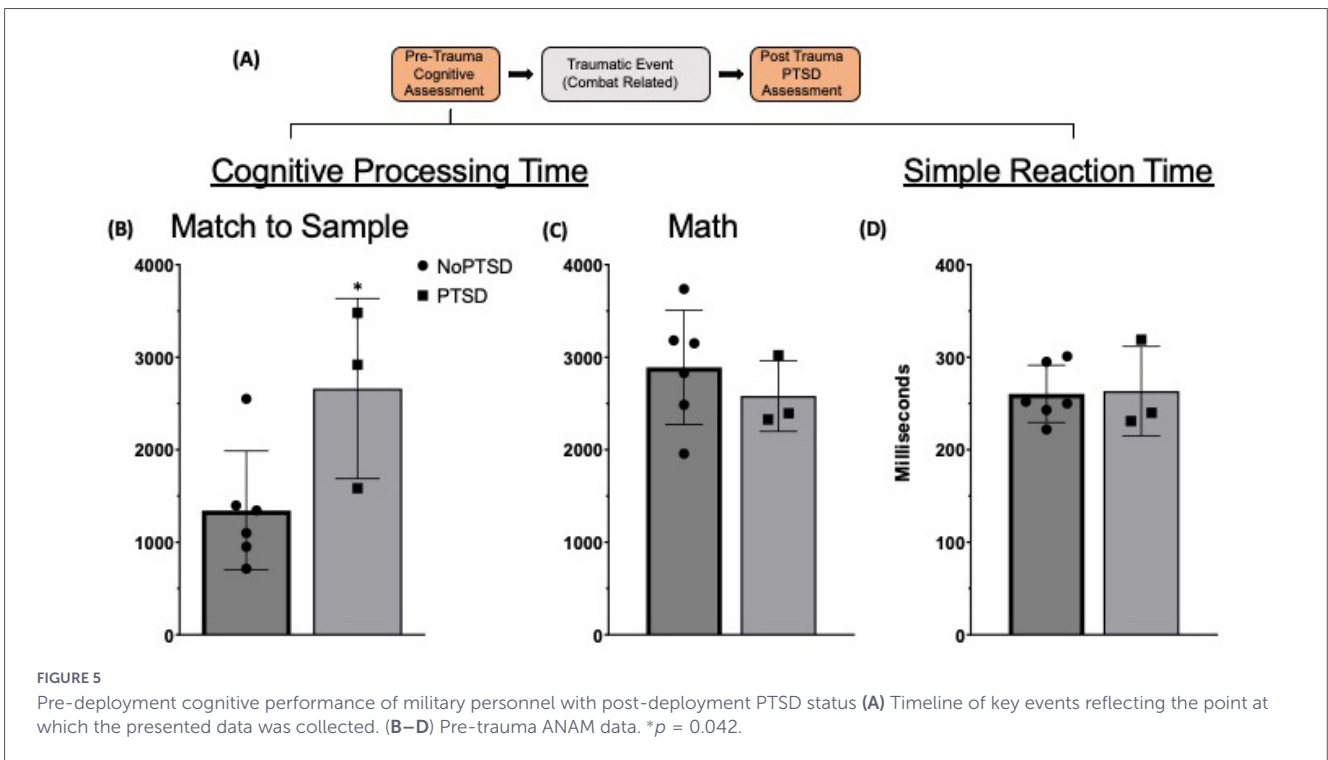 (A)
Pre-Trauma
Cognitive
Assessment
Traumatic Event
(Combat Related)
Post Trauma
PTSD
Assessment
Cognitive Processing Time
Simple Reaction Time
(B) Match to Sample
NoPTSD
PTSD
*
4000
3000
2000
1000
0
(C) Math
4000
3000
2000
1000
0
(D)
Milliseconds
400
300
200
100
0
FIGURE 5
Pre-deployment cognitive performance of military personnel with post-deployment PTSD status (A) Timeline of key events reflecting the point at
which the presented data was collected. (B–D) Pre-trauma ANAM data. *p = 0.042.